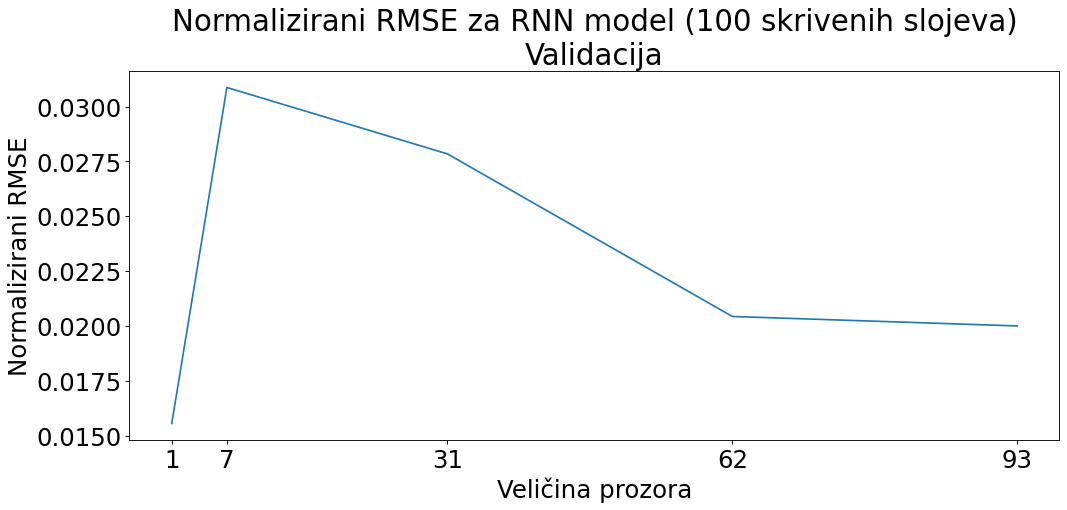 Normalizirani RMSE za RNN model (100 skrivenih slojeva)
Validacija
Normalizirani RMSE
0.0300
0.0275
0.0250
0.0225
0.0200
0.0175
0.0150
1 7 31 62 93
Veličina prozora